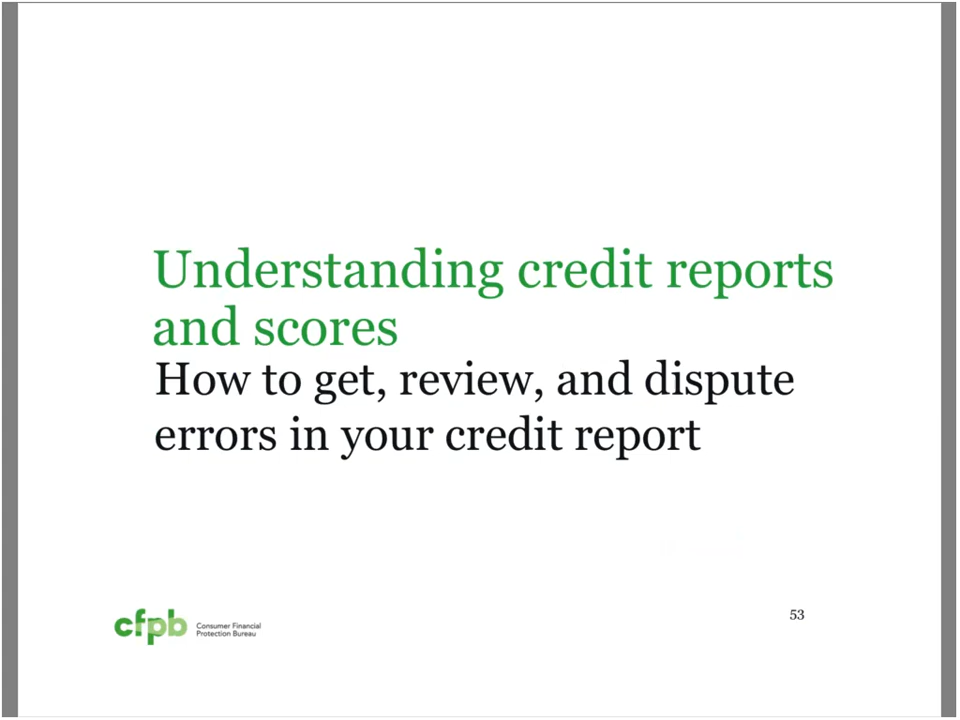 Understanding credit reports
and scores
How to get, review, and dispute
errors in your credit report
53
cfpb
Consumer Financial
Protection Bureau